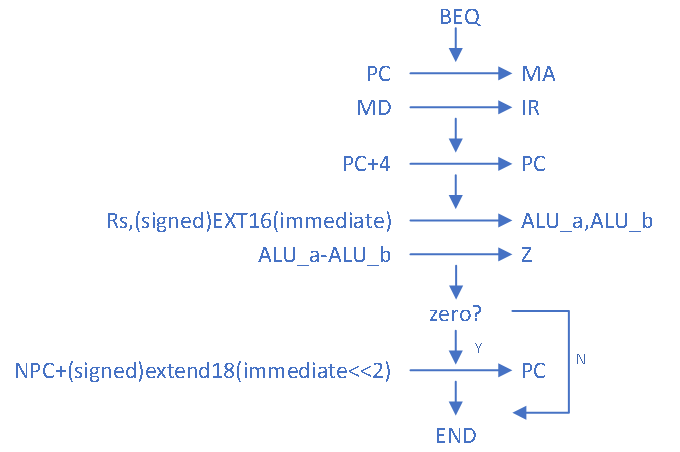 BEQ
PC MA
MD IR
PC+4 PC
Rs,(signed)EXT16(immediate) ALU_a,ALU_b
ALU_a-ALU_b Z
zero?
Y
N
NPC+(signed)extend18(immediate<<2) PC
END